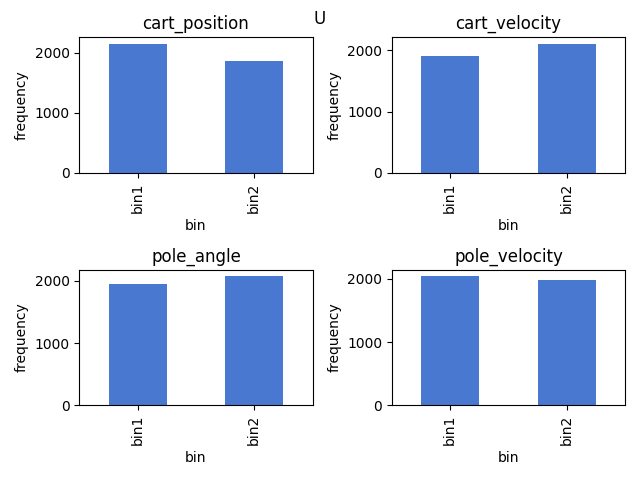 U
cart_position
2000
1000
0
frequency
bin1
bin2
bin
cart_velocity
2000
1000
0
frequency
bin1
bin2
bin
pole_angle
2000
1000
0
frequency
bin1
bin2
bin
pole_velocity
2000
1000
0
frequency
bin1
bin2
bin